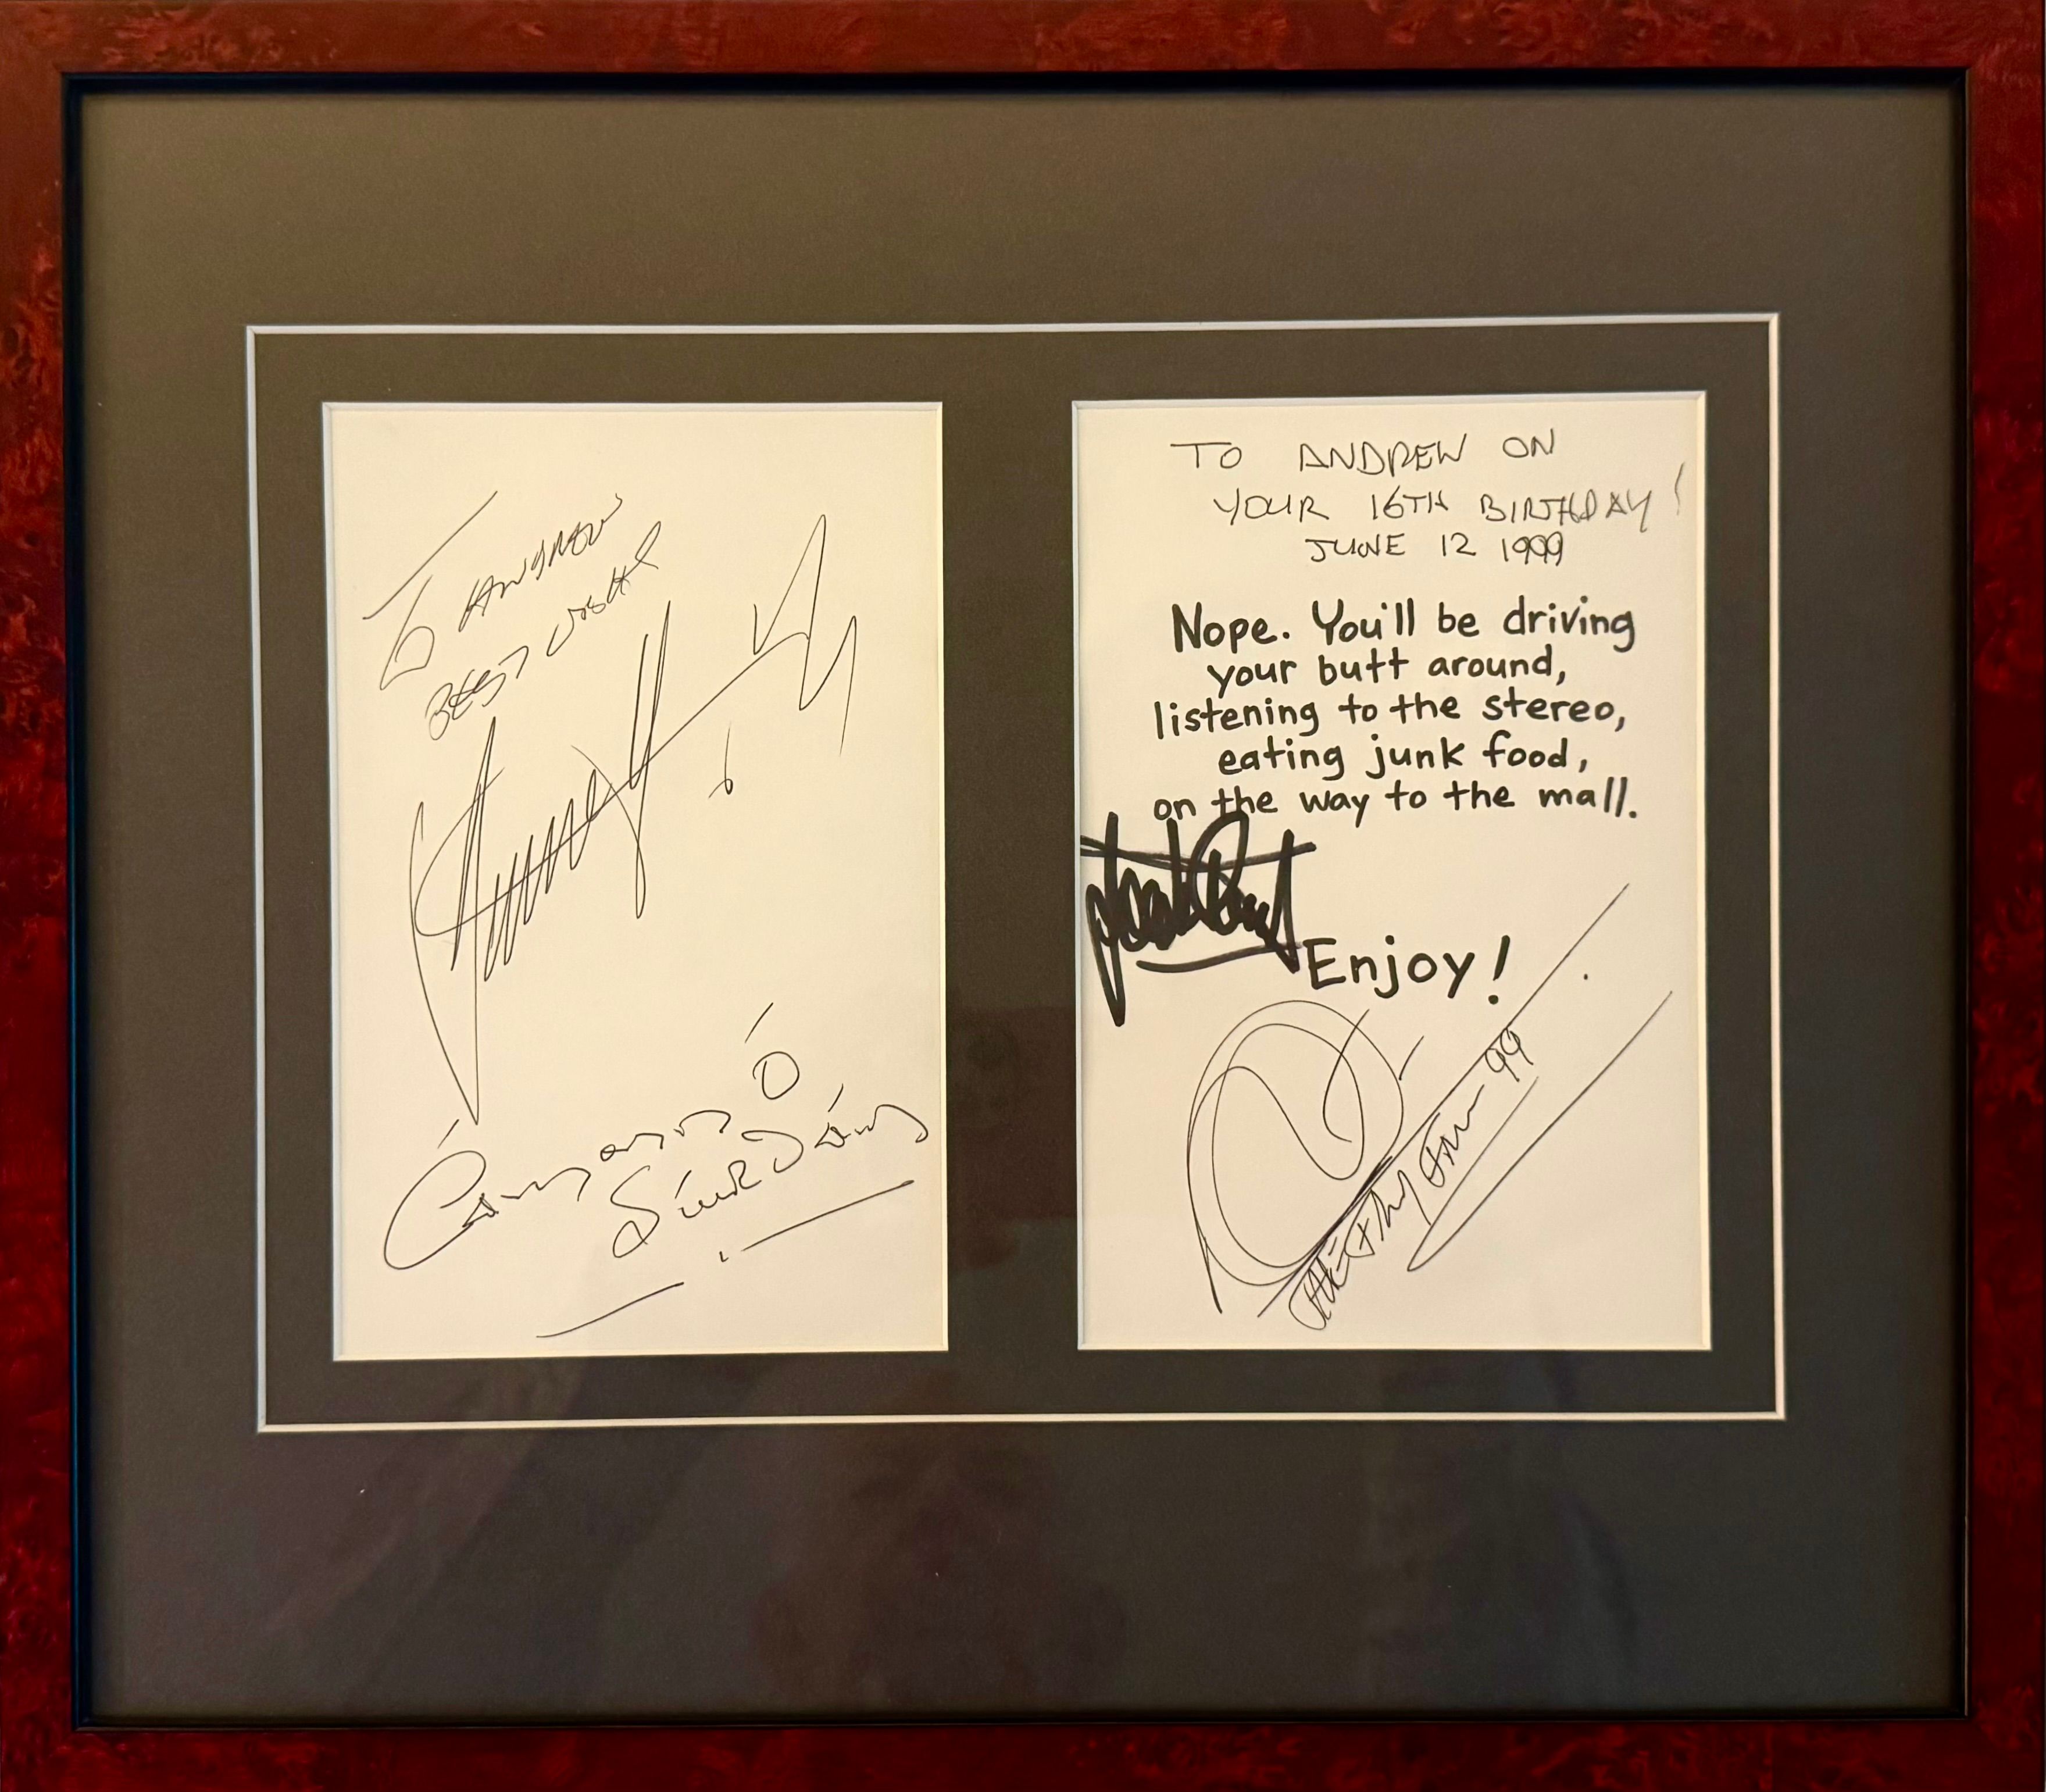 To ANDREW
BEST WISHES
TO ANDREW ON
YOUR 16TH BIRTHDAY!
JUNE 12 1999
Nope. You'll be driving
your butt around,
listening to the stereo,
eating junk food,
on the way to the mall.
Enjoy!
99